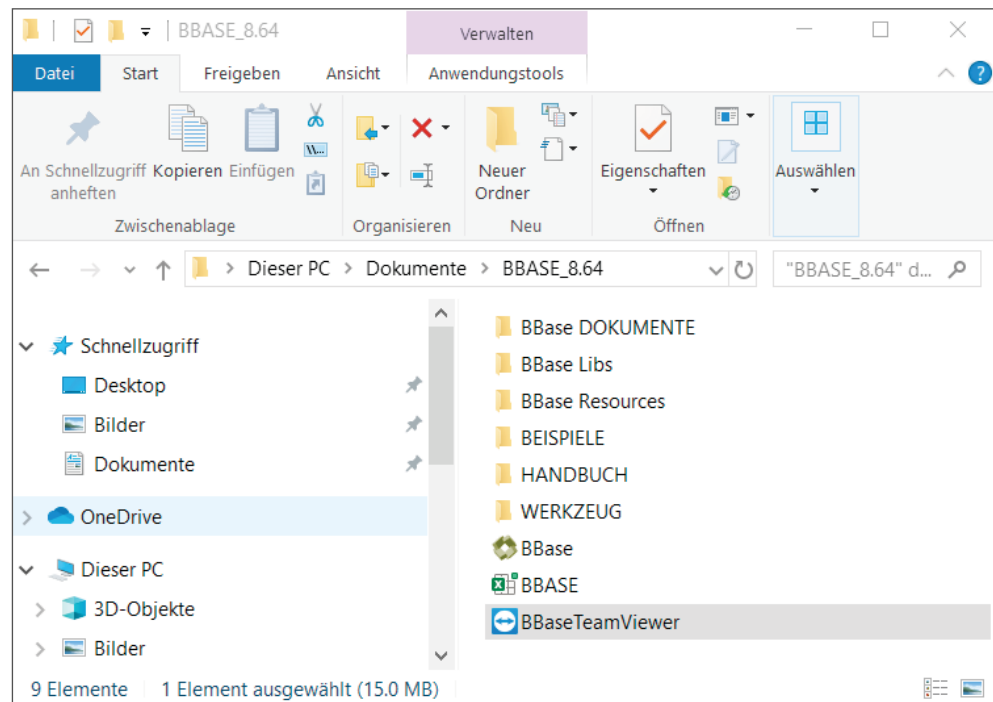 BBASE_8.64
Verwalten
Datei Start Freigeben Ansicht Anwendungstools
?
An Schnellzugriff anheften
Kopieren
Einfügen
W...
Neuer Ordner
Eigenschaften
Auswählen
Zwischenablage Organisieren Neu Öffnen
Dieser PC > Dokumente > BBASE_8.64
"BBASE_8.64" d...
Schnellzugriff
Desktop
Bilder
Dokumente
OneDrive
Dieser PC
3D-Objekte
Bilder
BBase DOKUMENTE
BBase Libs
BBase Resources
BEISPIELE
HANDBUCH
WERKZEUG
BBase
BBASE
BBaseTeamViewer
9 Elemente 1 Element ausgewählt (15.0 MB)